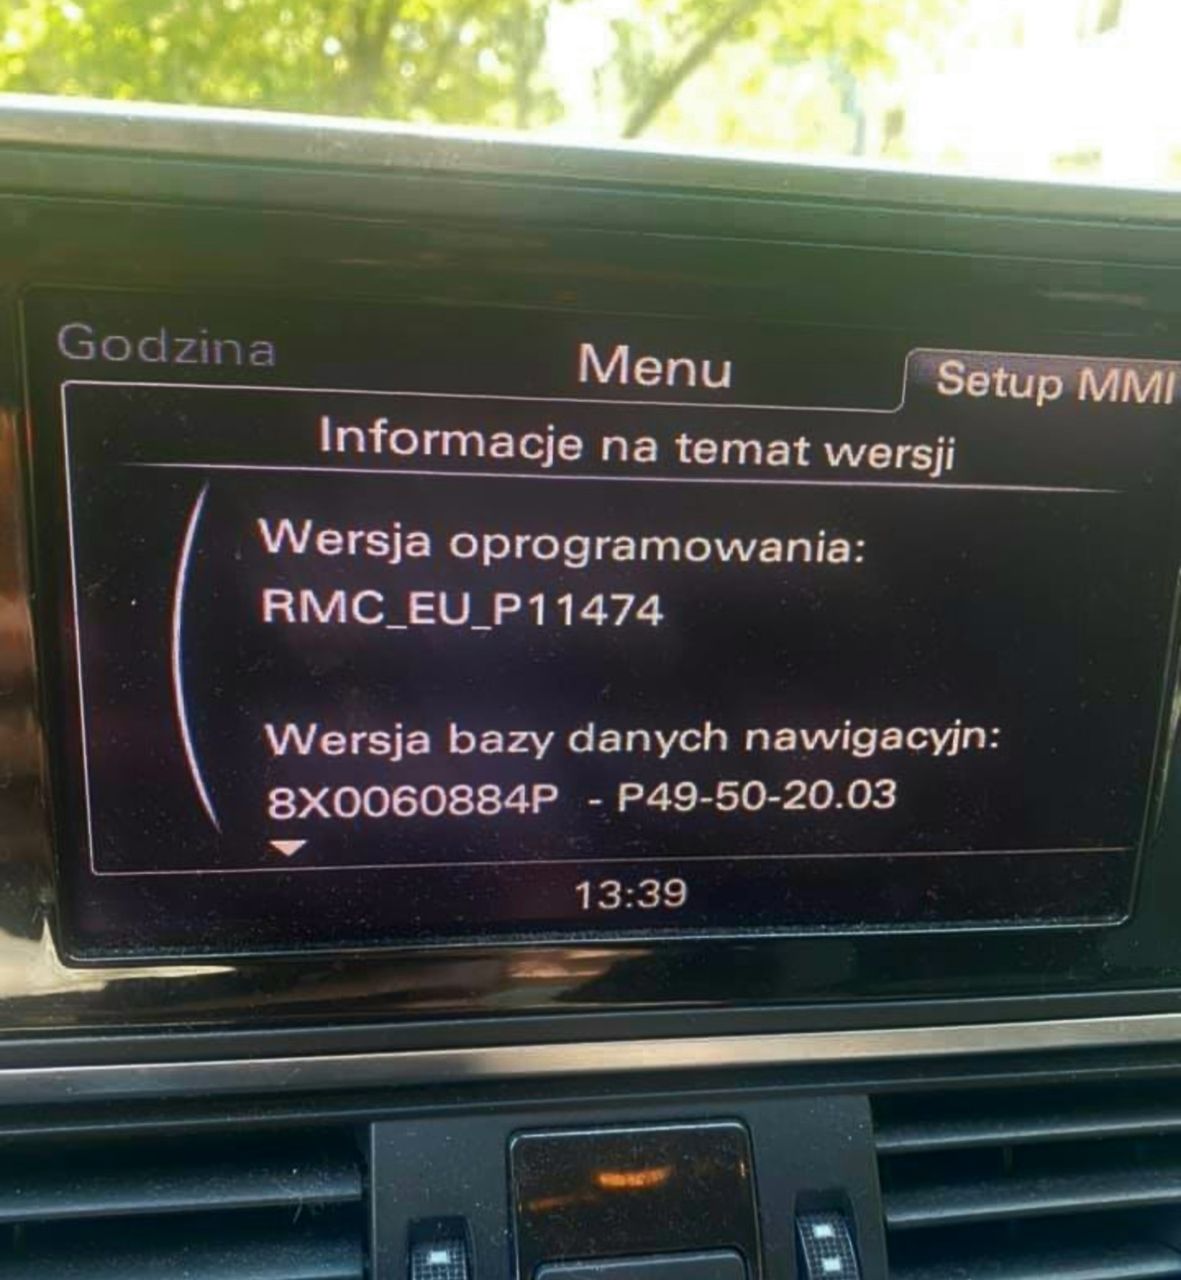 Godzina Menu Setup MMI
Informacje na temat wersji
Wersja oprogramowania:
RMC_EU_P11474
Wersja bazy danych nawigacyjn:
8X0060884P - P49-50-20.03
13:39